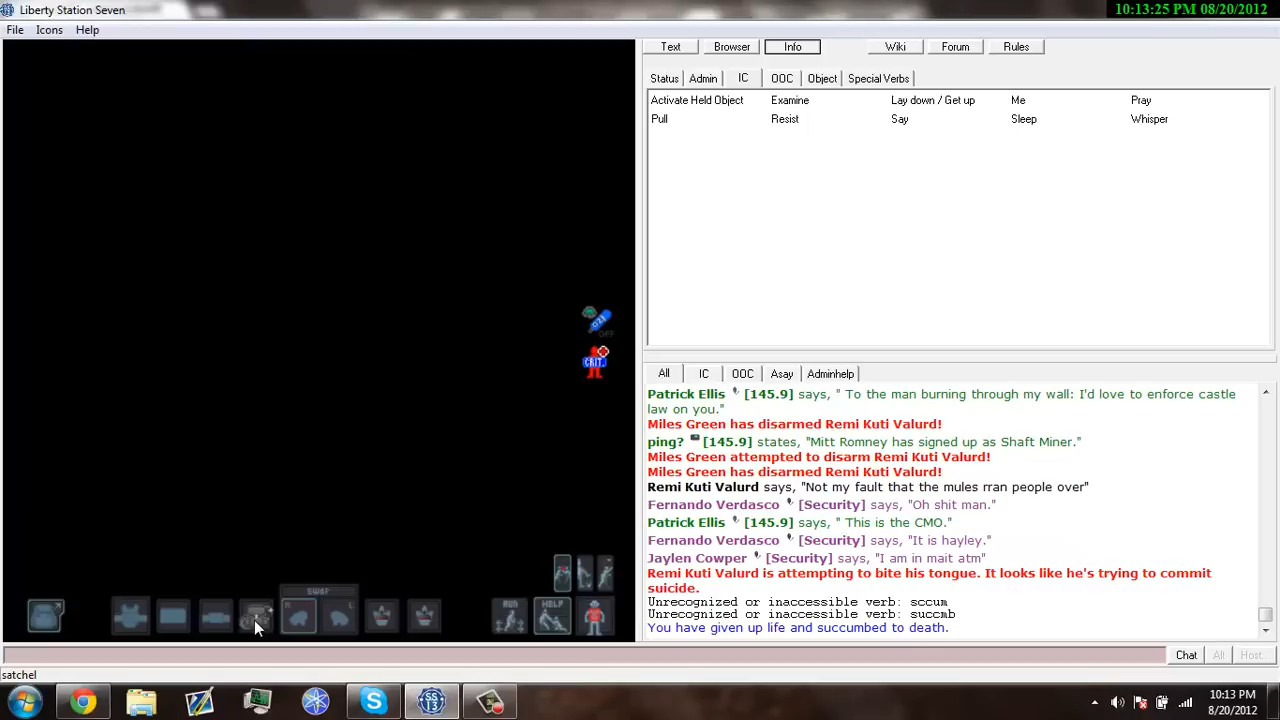 Liberty Station Seven
10:13:25 PM 08/20/2012
File Icons Help
Text Browser Info Wiki Forum Rules
Status Admin IC OOC Object Special Verbs
Activate Held Object Examine Lay down / Get up Me Pray
Pull Resist Say Sleep Whisper
All IC OOC Asay Adminhelp
Patrick Ellis [145.9] says, " To the man burning through my wall: I'd love to enforce castle
law on you."
Miles Green has disarmed Remi Kuti Valurd!
ping? [145.9] states, "Mitt Romney has signed up as Shaft Miner."
Miles Green attempted to disarm Remi Kuti Valurd!
Miles Green has disarmed Remi Kuti Valurd!
Remi Kuti Valurd says, "Not my fault that the mules rran people over"
Fernando Verdasco [Security] says, "Oh shit man."
Patrick Ellis [145.9] says, " This is the CMO."
Fernando Verdasco [Security] says, "It is hayley."
Jaylen Cowper [Security] says, "I am in mait atm"
Remi Kuti Valurd is attempting to bite his tongue. It looks like he's trying to commit
suicide.
Unrecognized or inaccessible verb: sccum
Unrecognized or inaccessible verb: succmb
You have given up life and succumbed to death.
O2!
OFF
CRIT.
SWAP
R L
RUN HELP
Chat All Host...
satchel
SS13
10:13 PM
8/20/2012